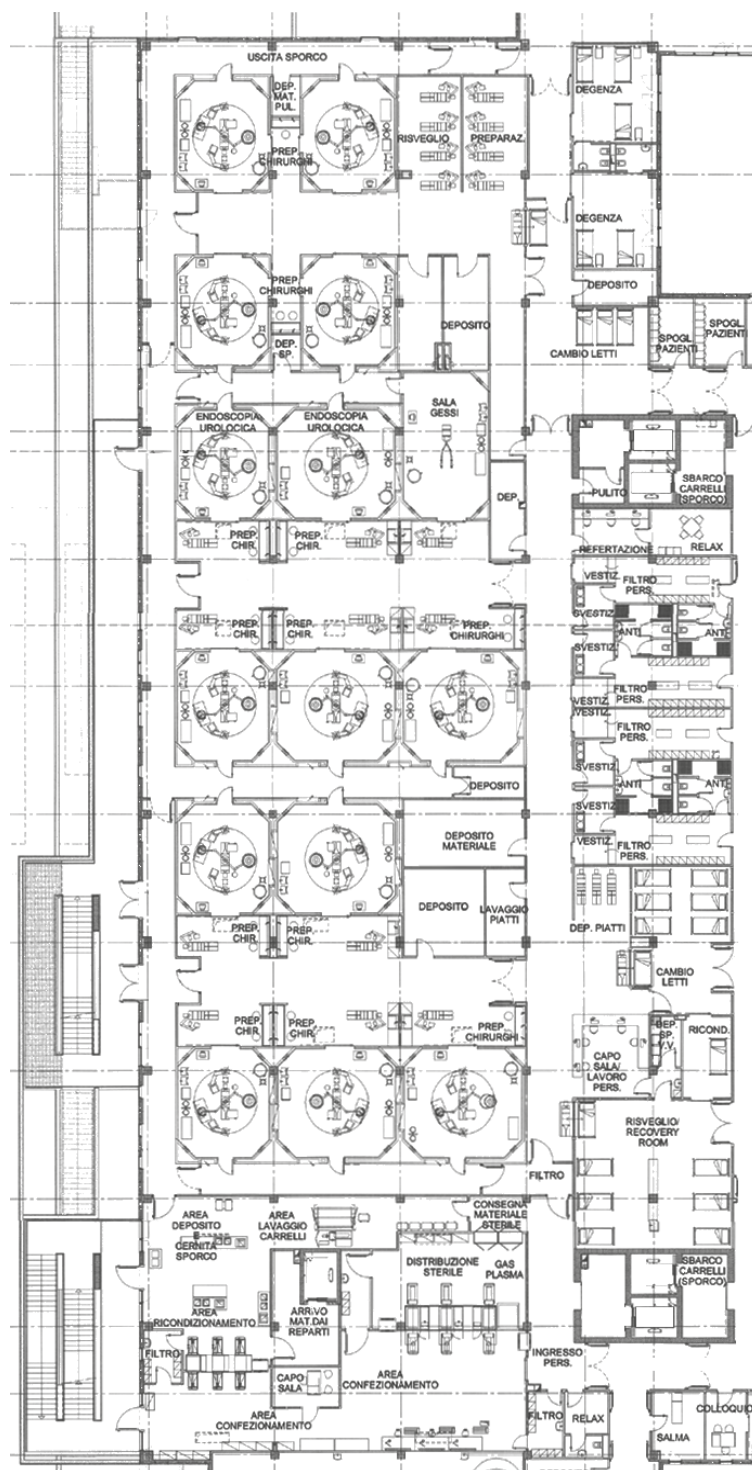 USCITA SPORCO
DEP.
MAT.
PUL.
DEGENZA
RISVEGLIO
PREPARAZ.
PREP.
CHIRURGHI
DEGENZA
PREP.
CHIRURGHI
DEPOSITO
DEPOSITO
DEP.
SP.
CAMBIO LETTI
SPOGL.
PAZIENTI
SPOGL.
PAZIENTI
SALA
GESSI
ENDOSCOPIA
UROLOCICA
ENDOSCOPIA
UROLOCICA
PULITO
SBARCO
CARRELLI
(SPORCO)
DEP.
PREP.
CHIR.
PREP.
CHIR.
REFERTAZIONE
RELAX
VESTIZ.
FILTRO
PERS.
SVESTIZ.
PREP.
CHIR.
PREP.
CHIR.
PREP.
CHIRURGHI
ANTI
ANTI
SVESTIZ.
VESTIZ.
FILTRO
PERS.
VESTIZ.
FILTRO
PERS.
SVESTIZ.
DEPOSITO
ANTI
ANTI
SVESTIZ.
VESTIZ.
FILTRO
PERS.
DEPOSITO
MATERIALE
DEPOSITO
LAVAGGIO
PIATTI
DEP. PIATTI
PREP.
CHIR.
PREP.
CHIR.
CAMBIO
LETTI
PREP.
CHIR.
PREP.
CHIR.
PREP.
CHIRURGHI
DEP.
SP.
V.V.
RICOND.
CAPO
SALA/
LAVORO
PERS.
RISVEGLIO/
RECOVERY
ROOM
FILTRO
AREA
DEPOSITO
E
CERNITA
SPORCO
AREA
LAVAGGIO
CARRELLI
CONSEGNA
MATERIALE
STERILE
DISTRIBUZIONE
STERILE
GAS
PLASMA
SBARCO
CARRELLI
(SPORCO)
AREA
RICONDIZIONAMENTO
ARRIVO
MAT.DAI
REPARTI
FILTRO
INGRESSO
PERS.
CAPO
SALA
AREA
CONFEZIONAMENTO
AREA
CONFEZIONAMENTO
FILTRO
RELAX
SALMA
COLLOQUIO